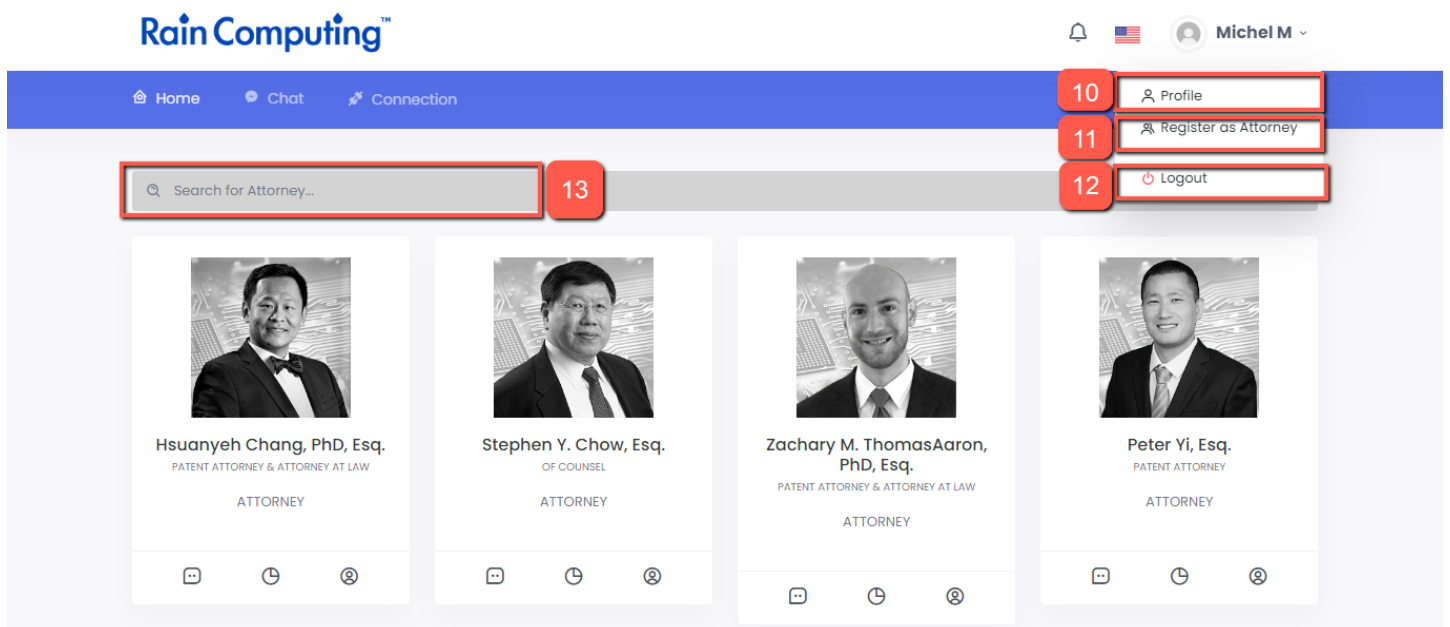 Rain Computing™
Michel M
Home
Chat
Connection
10
Profile
11
Register as Attorney
12
Logout
Search for Attorney...
13
Hsuanyeh Chang, PhD, Esq.
PATENT ATTORNEY & ATTORNEY AT LAW
ATTORNEY
Stephen Y. Chow, Esq.
OF COUNSEL
ATTORNEY
Zachary M. ThomasAaron,
PhD, Esq.
PATENT ATTORNEY & ATTORNEY AT LAW
ATTORNEY
Peter Yi, Esq.
PATENT ATTORNEY
ATTORNEY